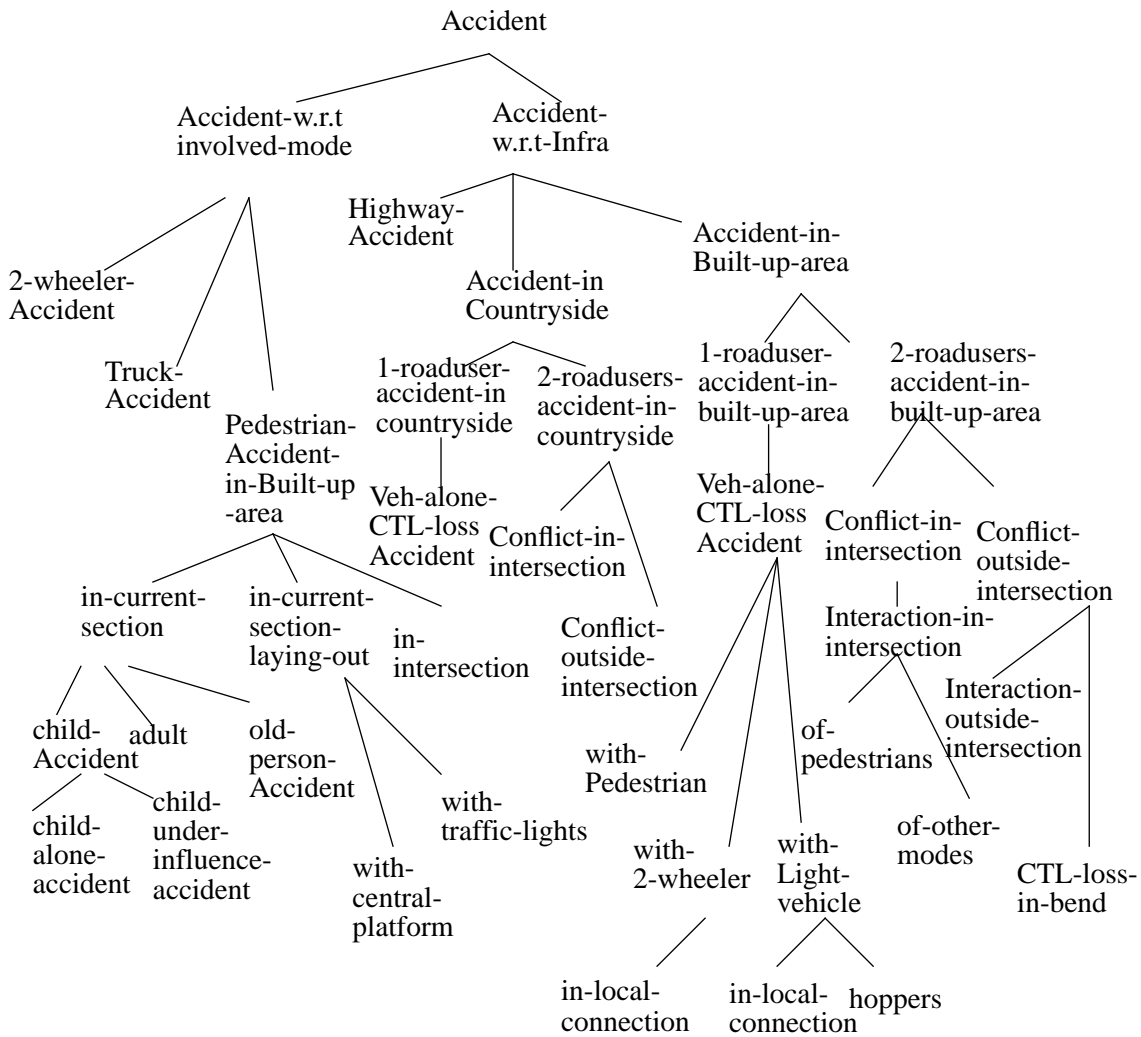 Accident
Accident-w.r.t
involved-mode
Accident-
w.r.t-Infra
Highway-
Accident
Accident-in-
Built-up-area
2-wheeler-
Accident
Accident-in
Countryside
Truck-
Accident
1-roaduser-
accident-in
countryside
2-roadusers-
accident-in-
countryside
1-roaduser-
accident-in-
built-up-area
2-roadusers-
accident-in-
built-up-area
Pedestrian-
Accident-
in-Built-up
-area
Veh-alone-
CTL-loss
Accident
Conflict-in-
intersection
Veh-alone-
CTL-loss
Accident
Conflict-in-
intersection
Conflict-
outside-
intersection
in-current-
section
in-current-
section-
laying-out
in-
intersection
Conflict-
outside-
intersection
Interaction-in-
intersection
Interaction-
outside-
intersection
child-
Accident
adult
old-
person-
Accident
with-
Pedestrian
of-
pedestrians
child-
alone-
accident
child-
under-
influence-
accident
with-
traffic-lights
with-
central-
platform
with-
2-wheeler
with-
Light-
vehicle
of-other-
modes
CTL-loss-
in-bend
in-local-
connection
in-local-
connection
hoppers